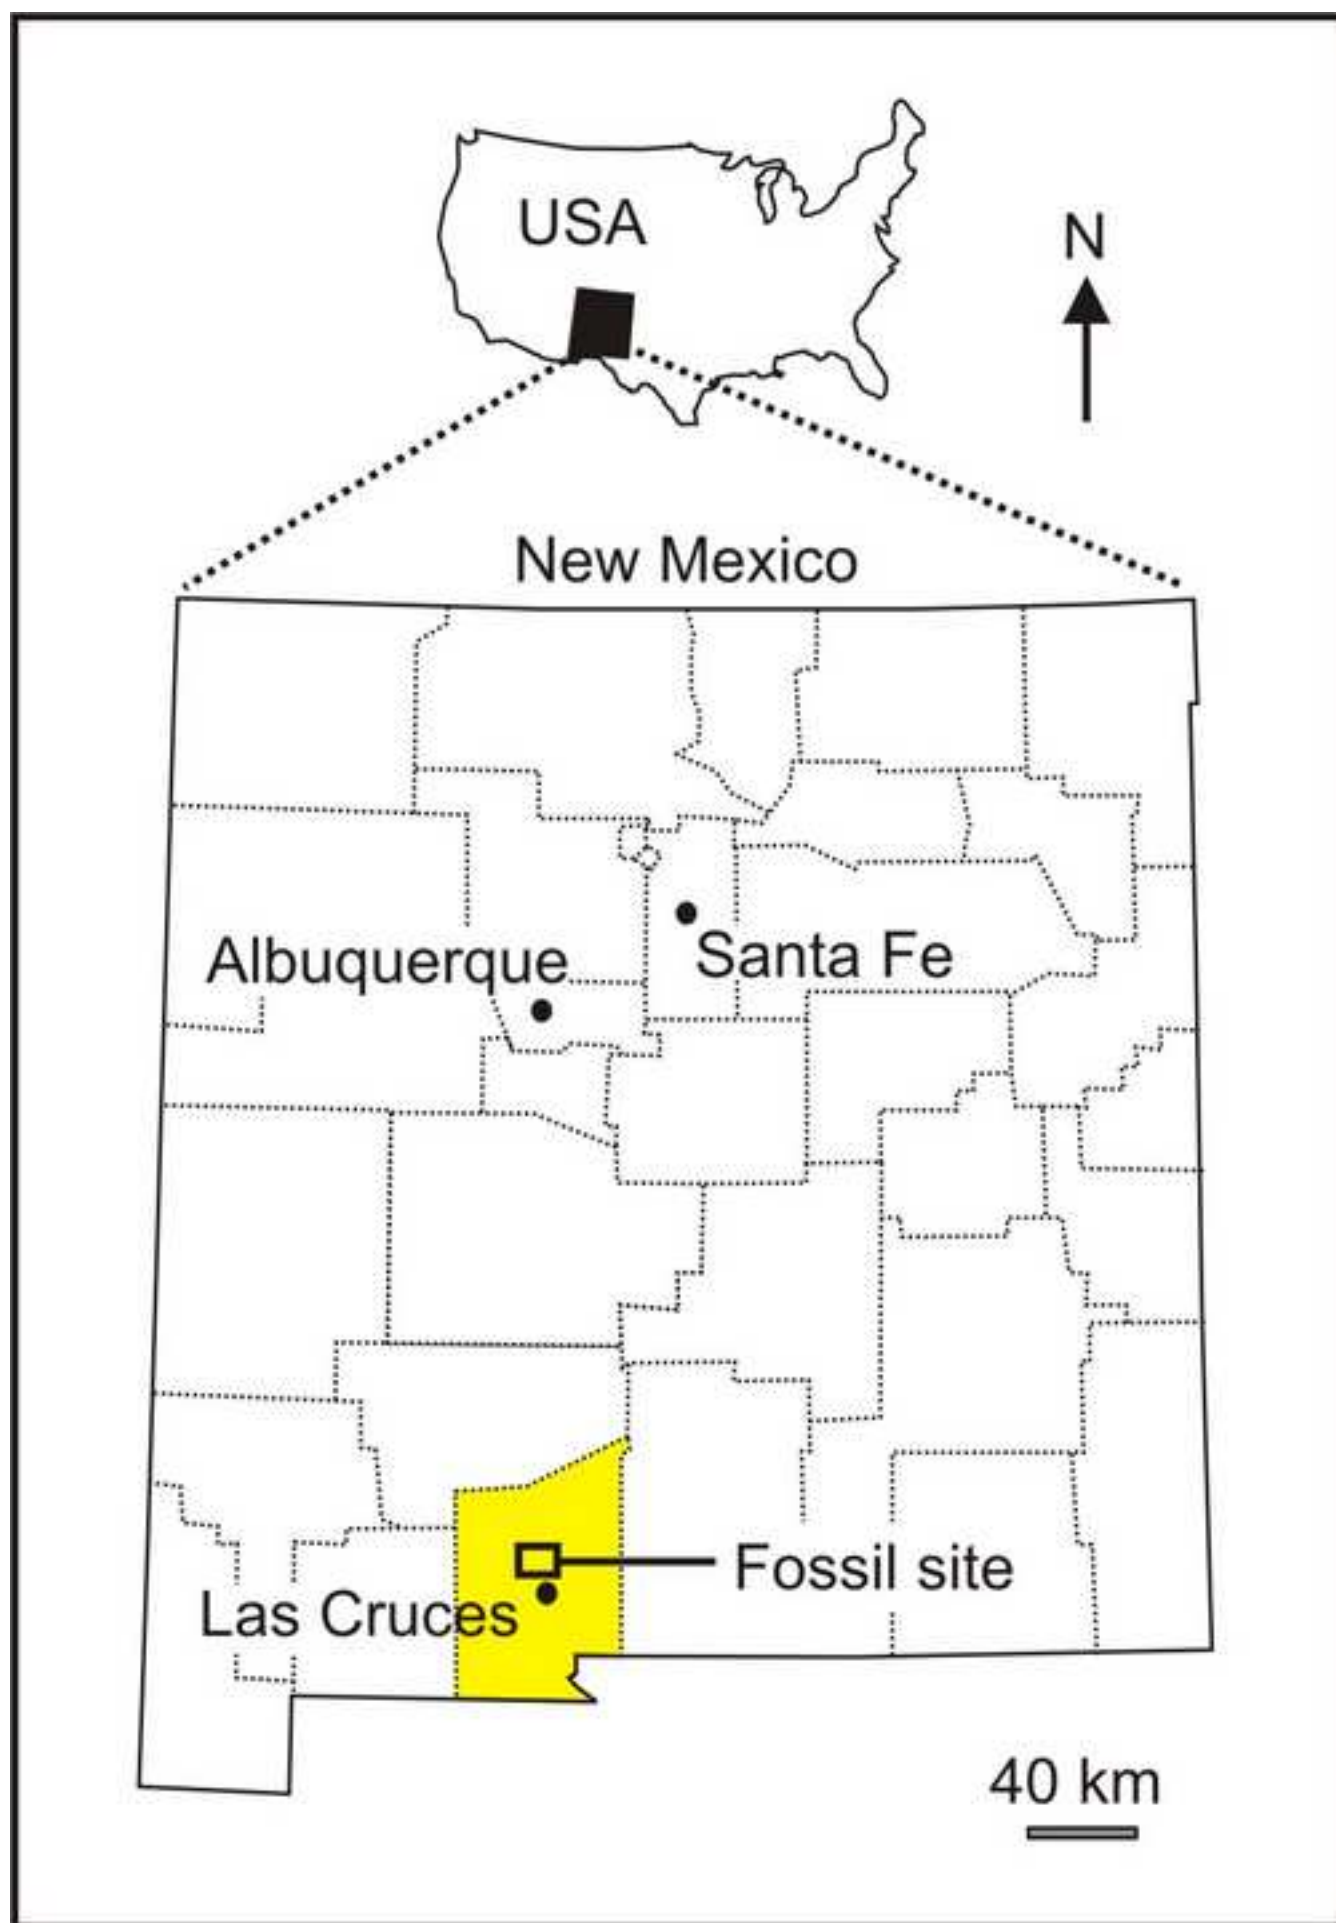 USA
N
New Mexico
Santa Fe
Albuquerque
Fossil site
Las Cruces
40 km